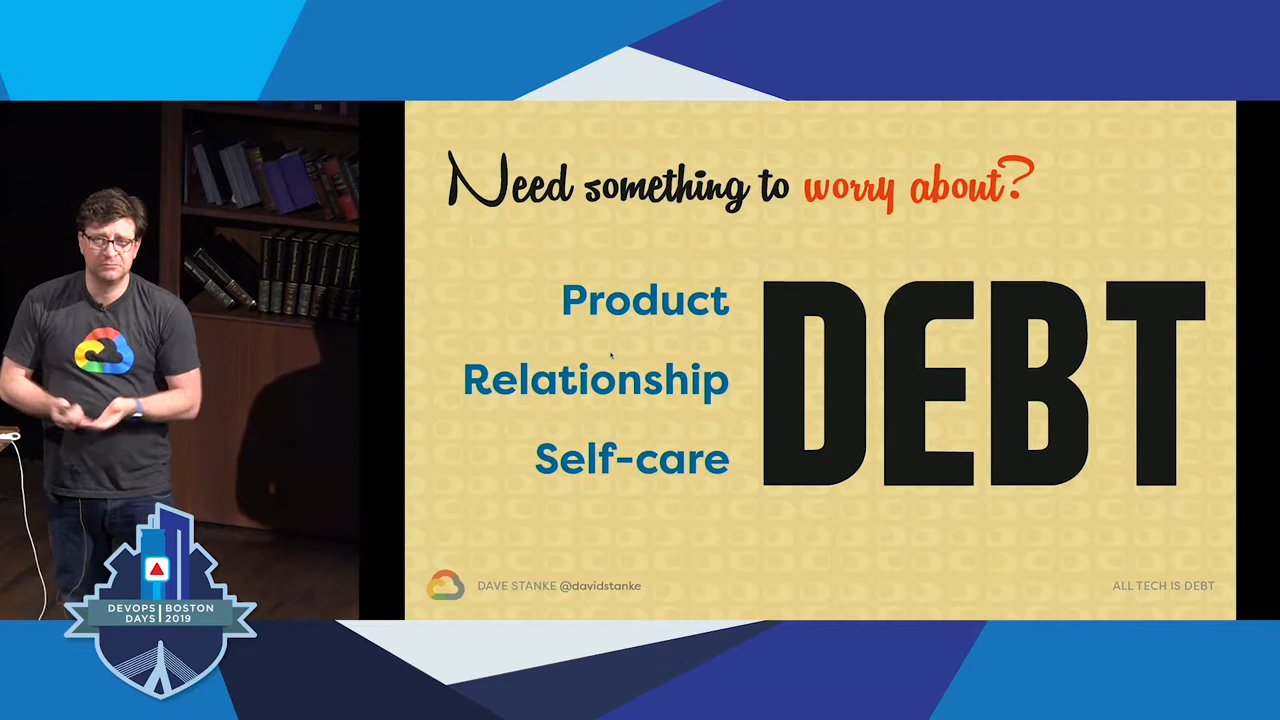 Need something to worry about?
Product
Relationship
Self-care
DEBT
DAVE STANKE @davidstanke
ALL TECH IS DEBT
DEVOPS BOSTON
DAYS 2019